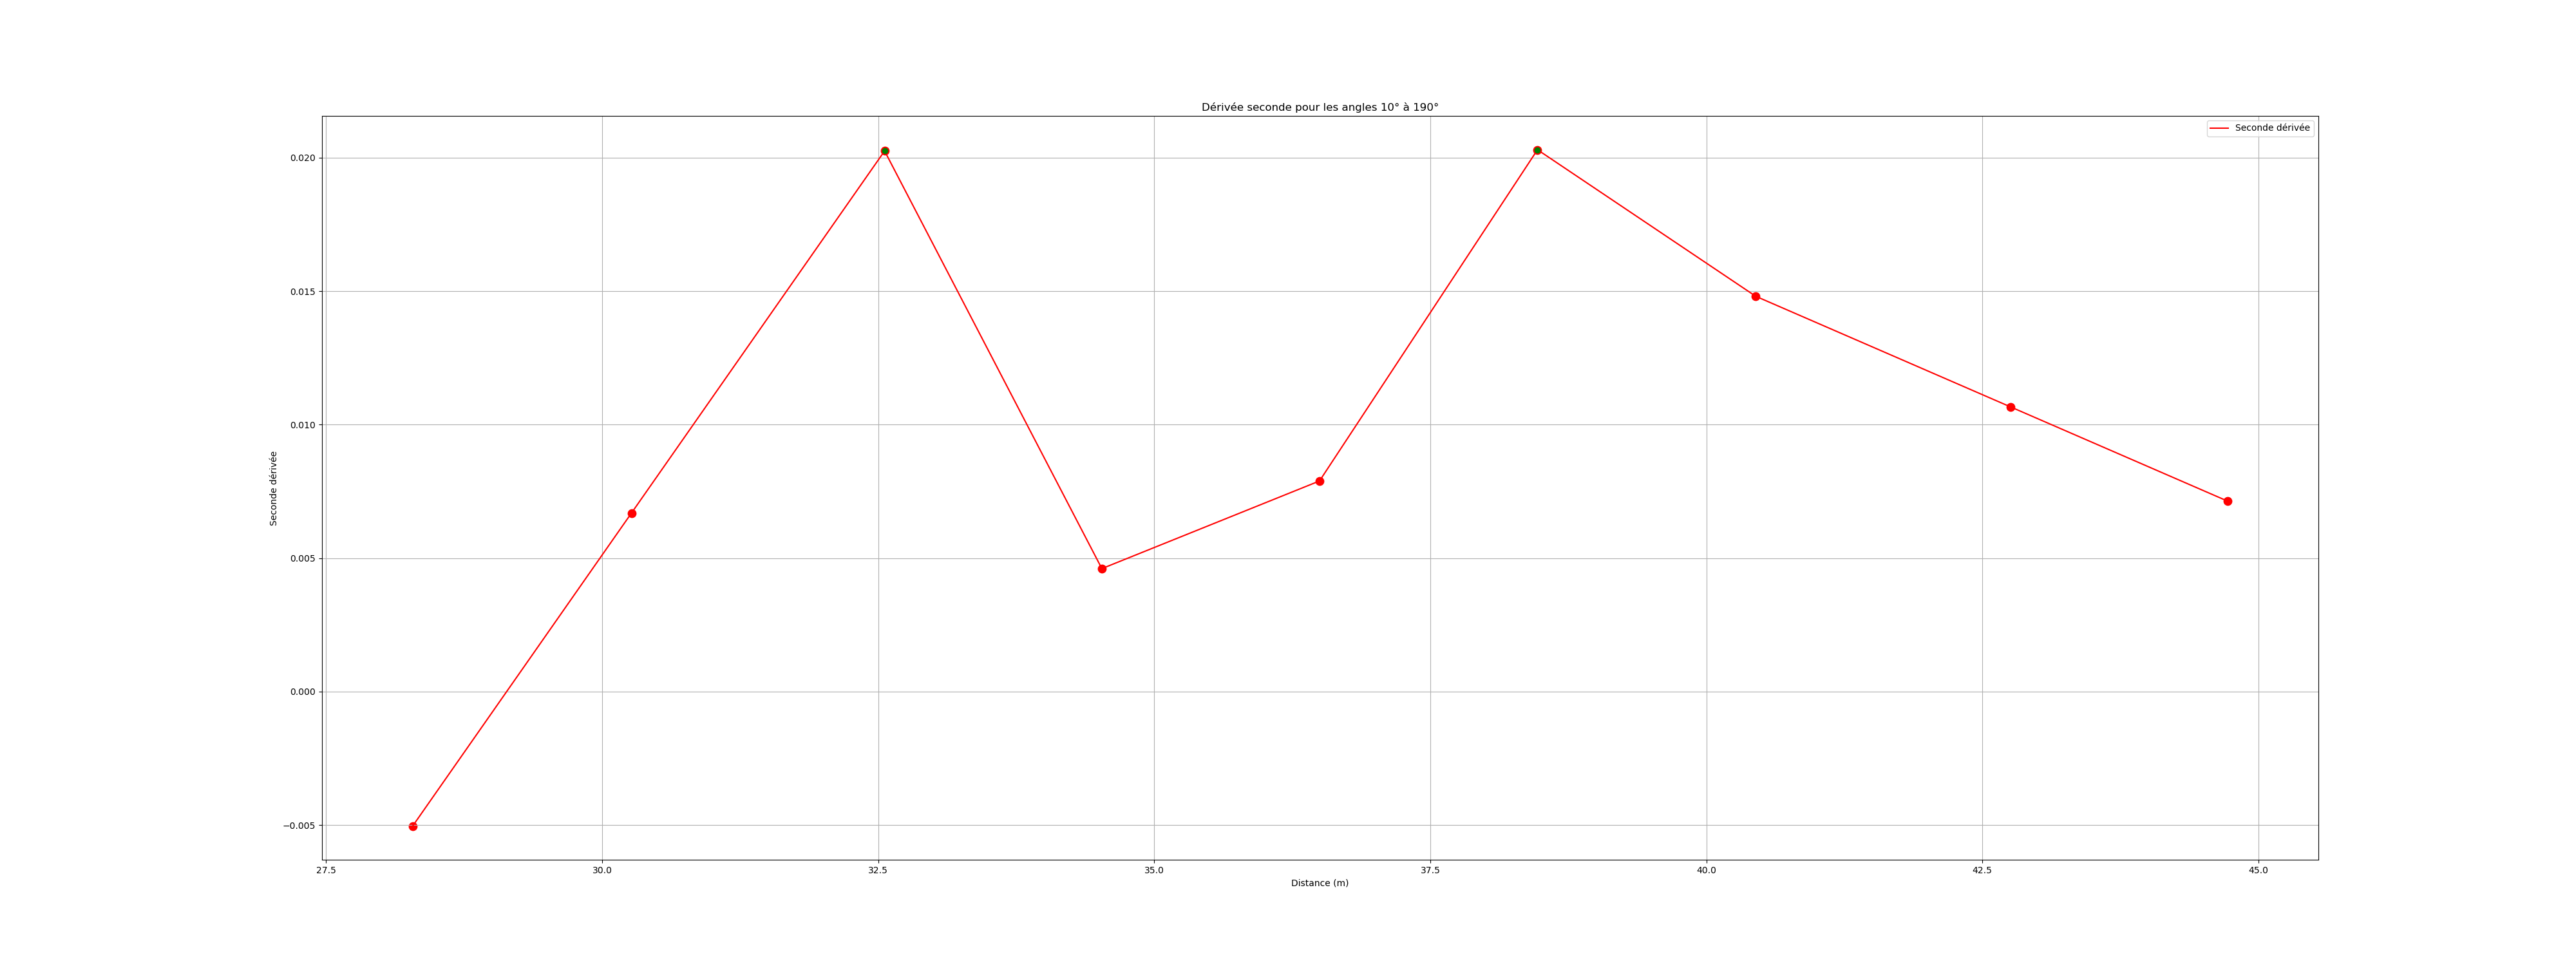 Dérivée seconde pour les angles 10° à 190°
Seconde dérivée
0.020
0.015
0.010
0.005
0.000
−0.005
Seconde dérivée
27.5 30.0 32.5 35.0 37.5 40.0 42.5 45.0
Distance (m)